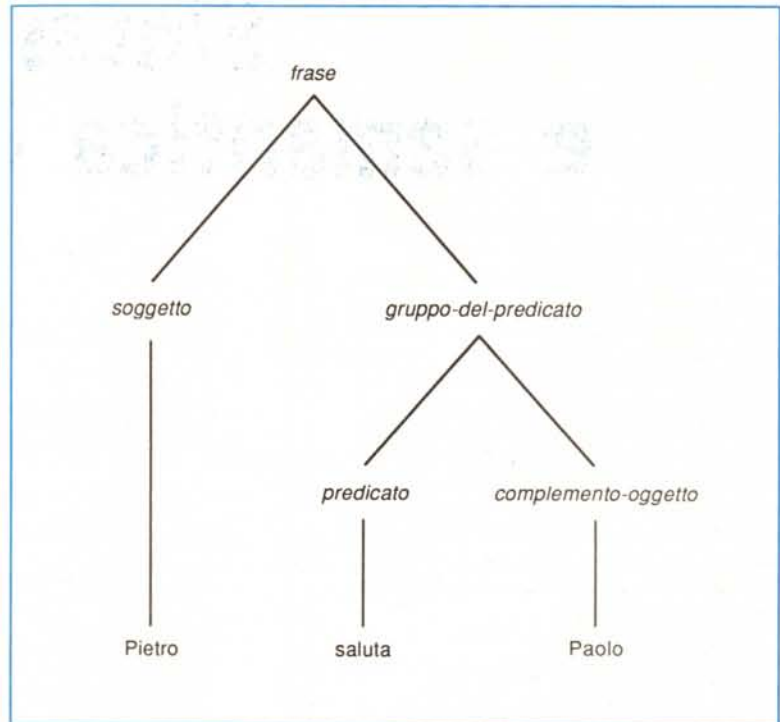 frase
soggetto gruppo-del-predicato
predicato complemento-oggetto
Pietro saluta Paolo